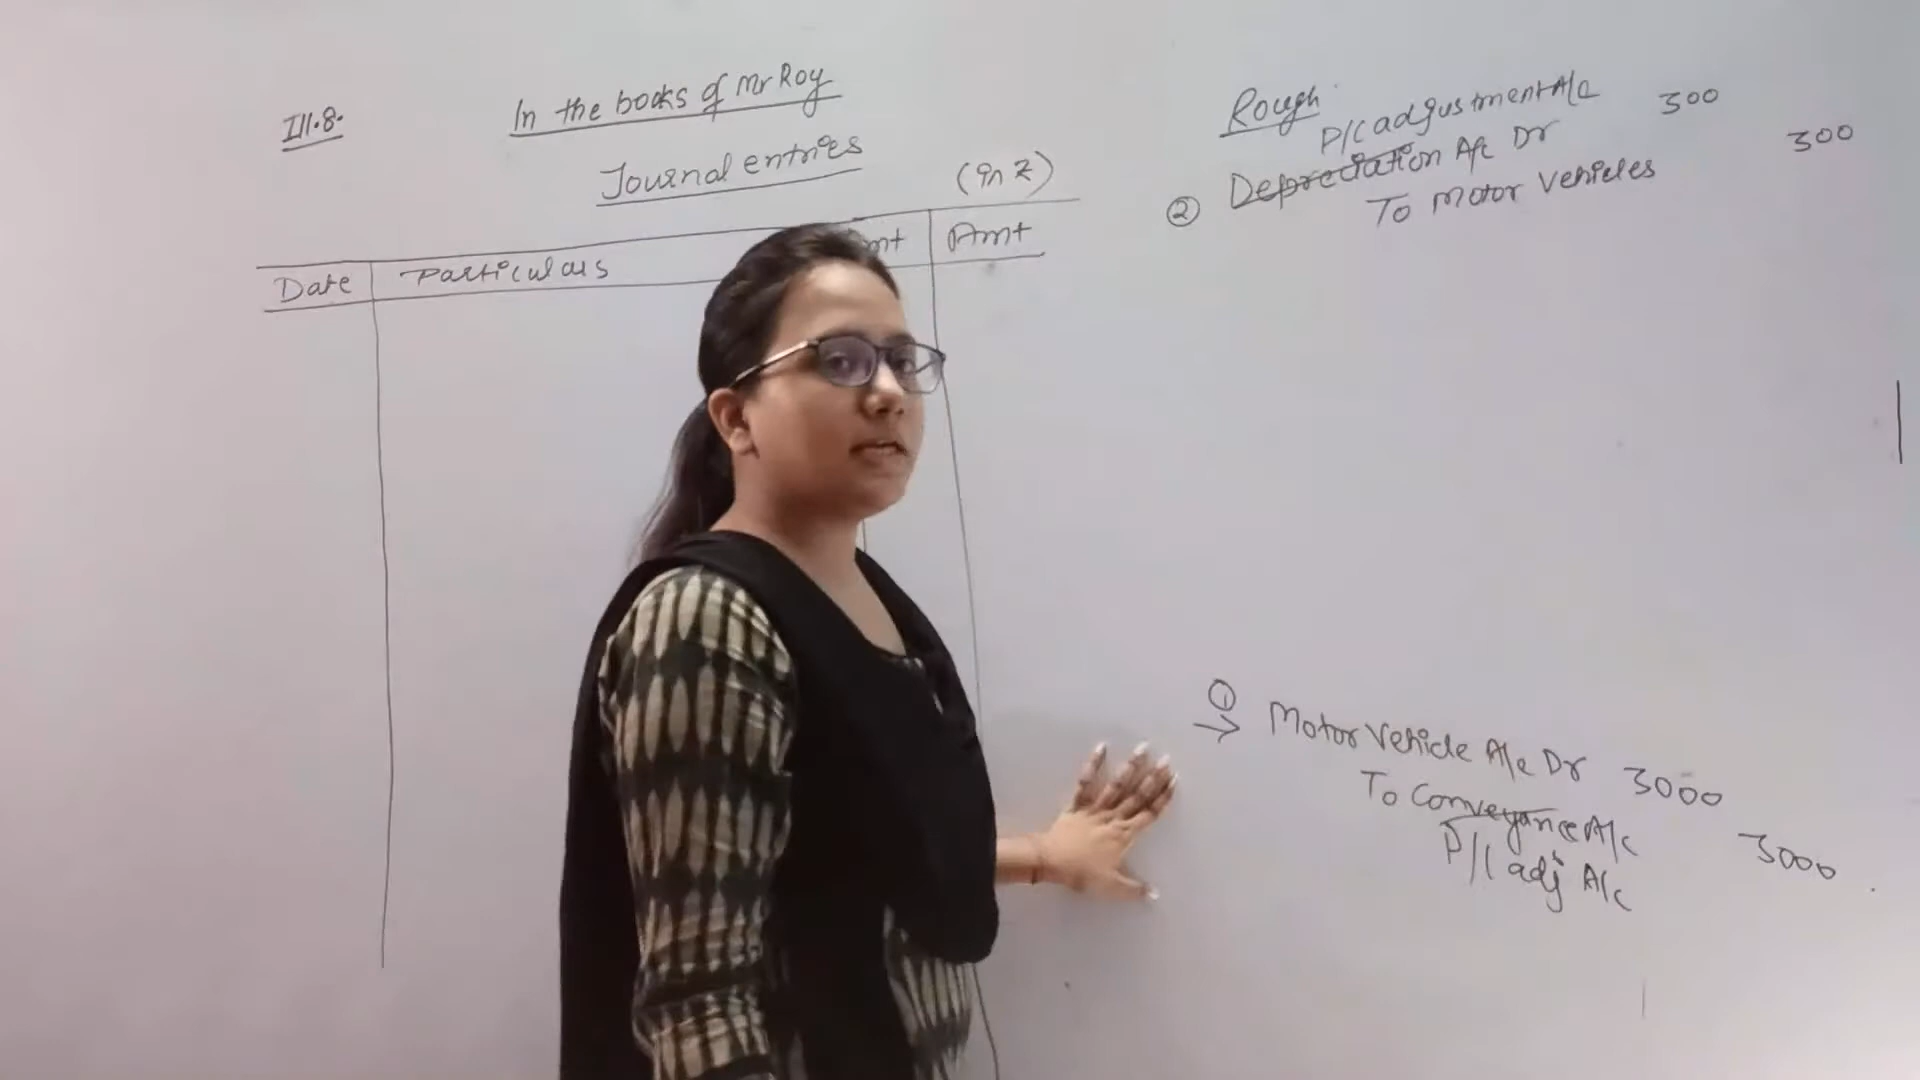 Ill.8.
In the books of Mr Roy
Journal entries
(in ₹)
Date Particulars mt Amt
Rough
P/L adjustment A/c 300
② Depreciation A/c Dr 300
To Motor Vehicles
①
→ Motor Vehicle A/c Dr 3000
To Conveyance A/c 3000
P/L adj A/c